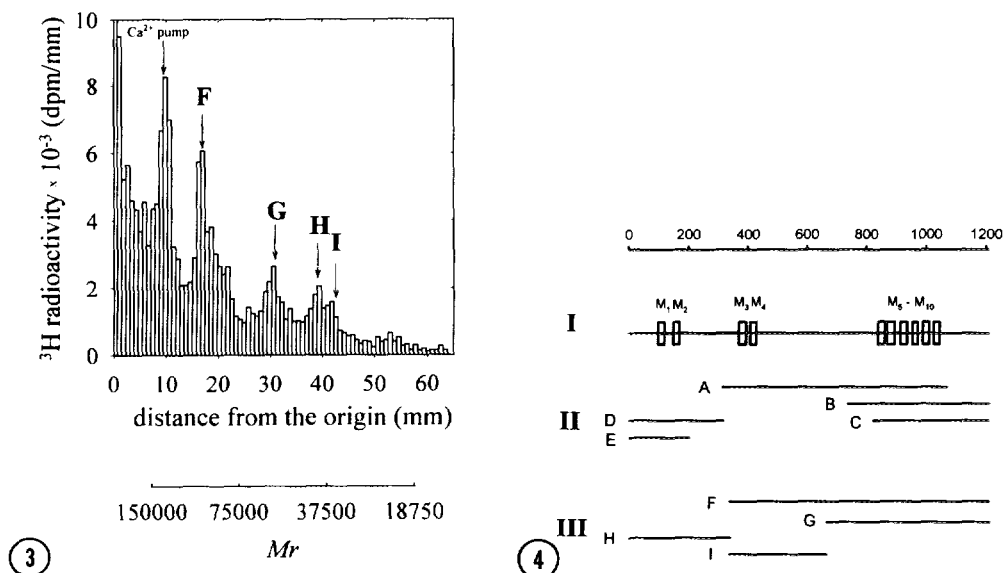 10
8
6
4
2
0
³H radioactivity × 10⁻³ (dpm/mm)
Ca²⁺ pump
F
G
H
I
0 10 20 30 40 50 60
distance from the origin (mm)
150000 75000 37500 18750
Mr
3
0 200 400 600 800 1000 1200
M₁ M₂ M₃ M₄ M₅ - M₁₀
I
A
B
II
D
C
E
F
G
III
H
I
4